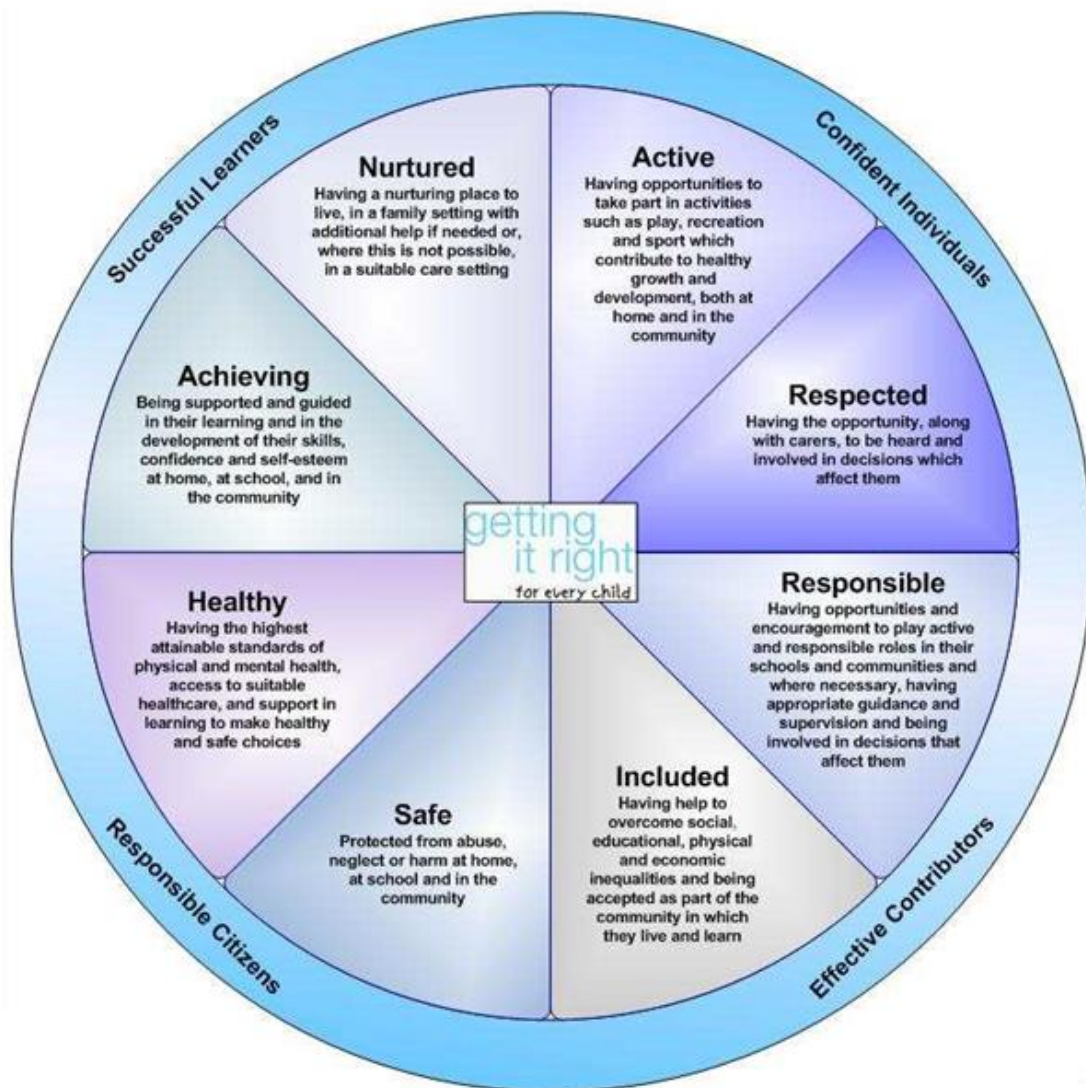 Successful Learners
Confident Individuals
Nurtured
Having a nurturing place to
live, in a family setting with
additional help if needed or,
where this is not possible,
in a suitable care setting
Active
Having opportunities to
take part in activities
such as play, recreation
and sport which
contribute to healthy
growth and
development, both at
home and in the
community
Achieving
Being supported and guided
in their learning and in the
development of their skills,
confidence and self-esteem
at home, at school, and in
the community
Respected
Having the opportunity, along
with carers, to be heard and
involved in decisions which
affect them
getting
it right
for every child
Healthy
Having the highest
attainable standards of
physical and mental health,
access to suitable
healthcare, and support in
learning to make healthy
and safe choices
Responsible
Having opportunities and
encouragement to play active
and responsible roles in their
schools and communities and
where necessary, having
appropriate guidance and
supervision and being
involved in decisions that
affect them
Safe
Protected from abuse,
neglect or harm at home,
at school and in the
community
Included
Having help to
overcome social,
educational, physical
and economic
inequalities and being
accepted as part of the
community in which
they live and learn
Responsible Citizens
Effective Contributors